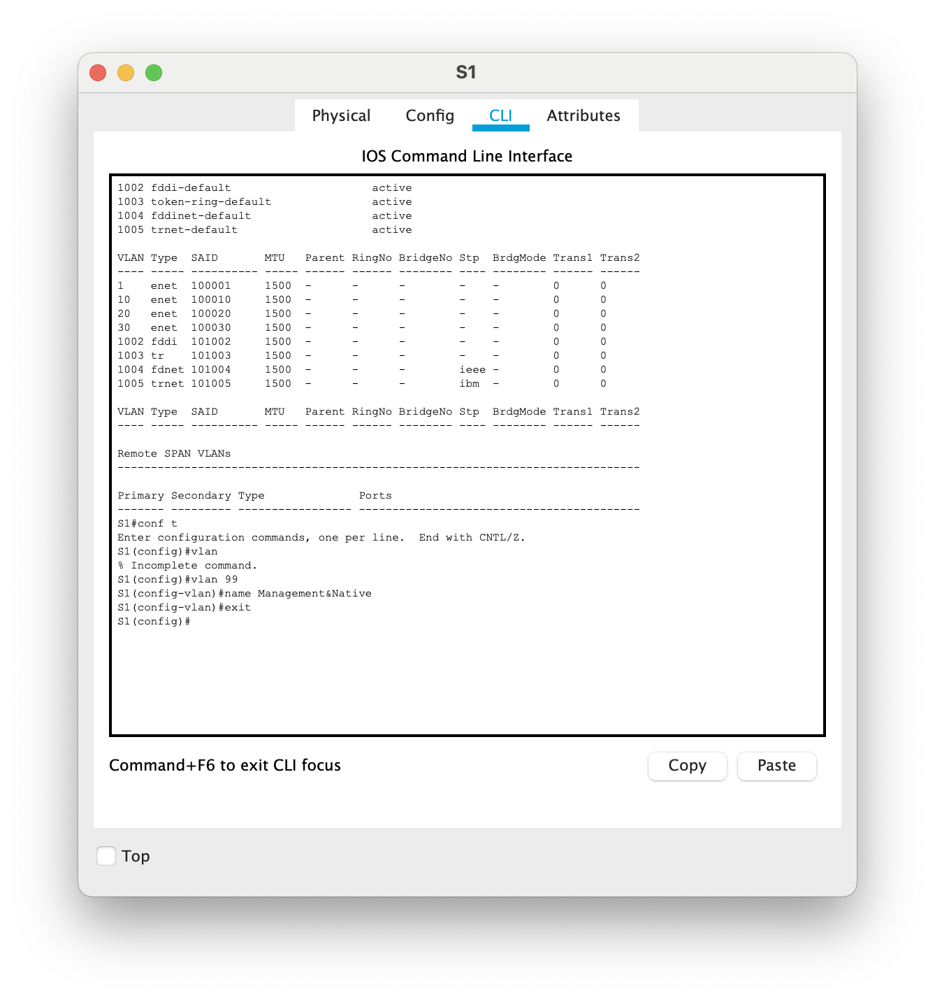 S1
Physical Config CLI Attributes
IOS Command Line Interface
1002 fddi-default                     active
1003 token-ring-default               active
1004 fddinet-default                  active
1005 trnet-default                    active
VLAN Type  SAID       MTU   Parent RingNo BridgeNo Stp  BrdgMode Trans1 Trans2
---- ----- ---------- ----- ------ ------ -------- ---- -------- ------ ------
1    enet  100001     1500  -      -      -        -    -        0      0
10   enet  100010     1500  -      -      -        -    -        0      0
20   enet  100020     1500  -      -      -        -    -        0      0
30   enet  100030     1500  -      -      -        -    -        0      0
1002 fddi  101002     1500  -      -      -        -    -        0      0
1003 tr    101003     1500  -      -      -        -    -        0      0
1004 fdnet 101004     1500  -      -      -        ieee -        0      0
1005 trnet 101005     1500  -      -      -        ibm  -        0      0
VLAN Type  SAID       MTU   Parent RingNo BridgeNo Stp  BrdgMode Trans1 Trans2
---- ----- ---------- ----- ------ ------ -------- ---- -------- ------ ------
Remote SPAN VLANs
------------------------------------------------------------------------------
Primary Secondary Type              Ports
------- --------- ----------------- ------------------------------------------
S1#conf t
Enter configuration commands, one per line.  End with CNTL/Z.
S1(config)#vlan
% Incomplete command.
S1(config)#vlan 99
S1(config-vlan)#name Management&Native
S1(config-vlan)#exit
S1(config)#
Command+F6 to exit CLI focus
Copy Paste
Top